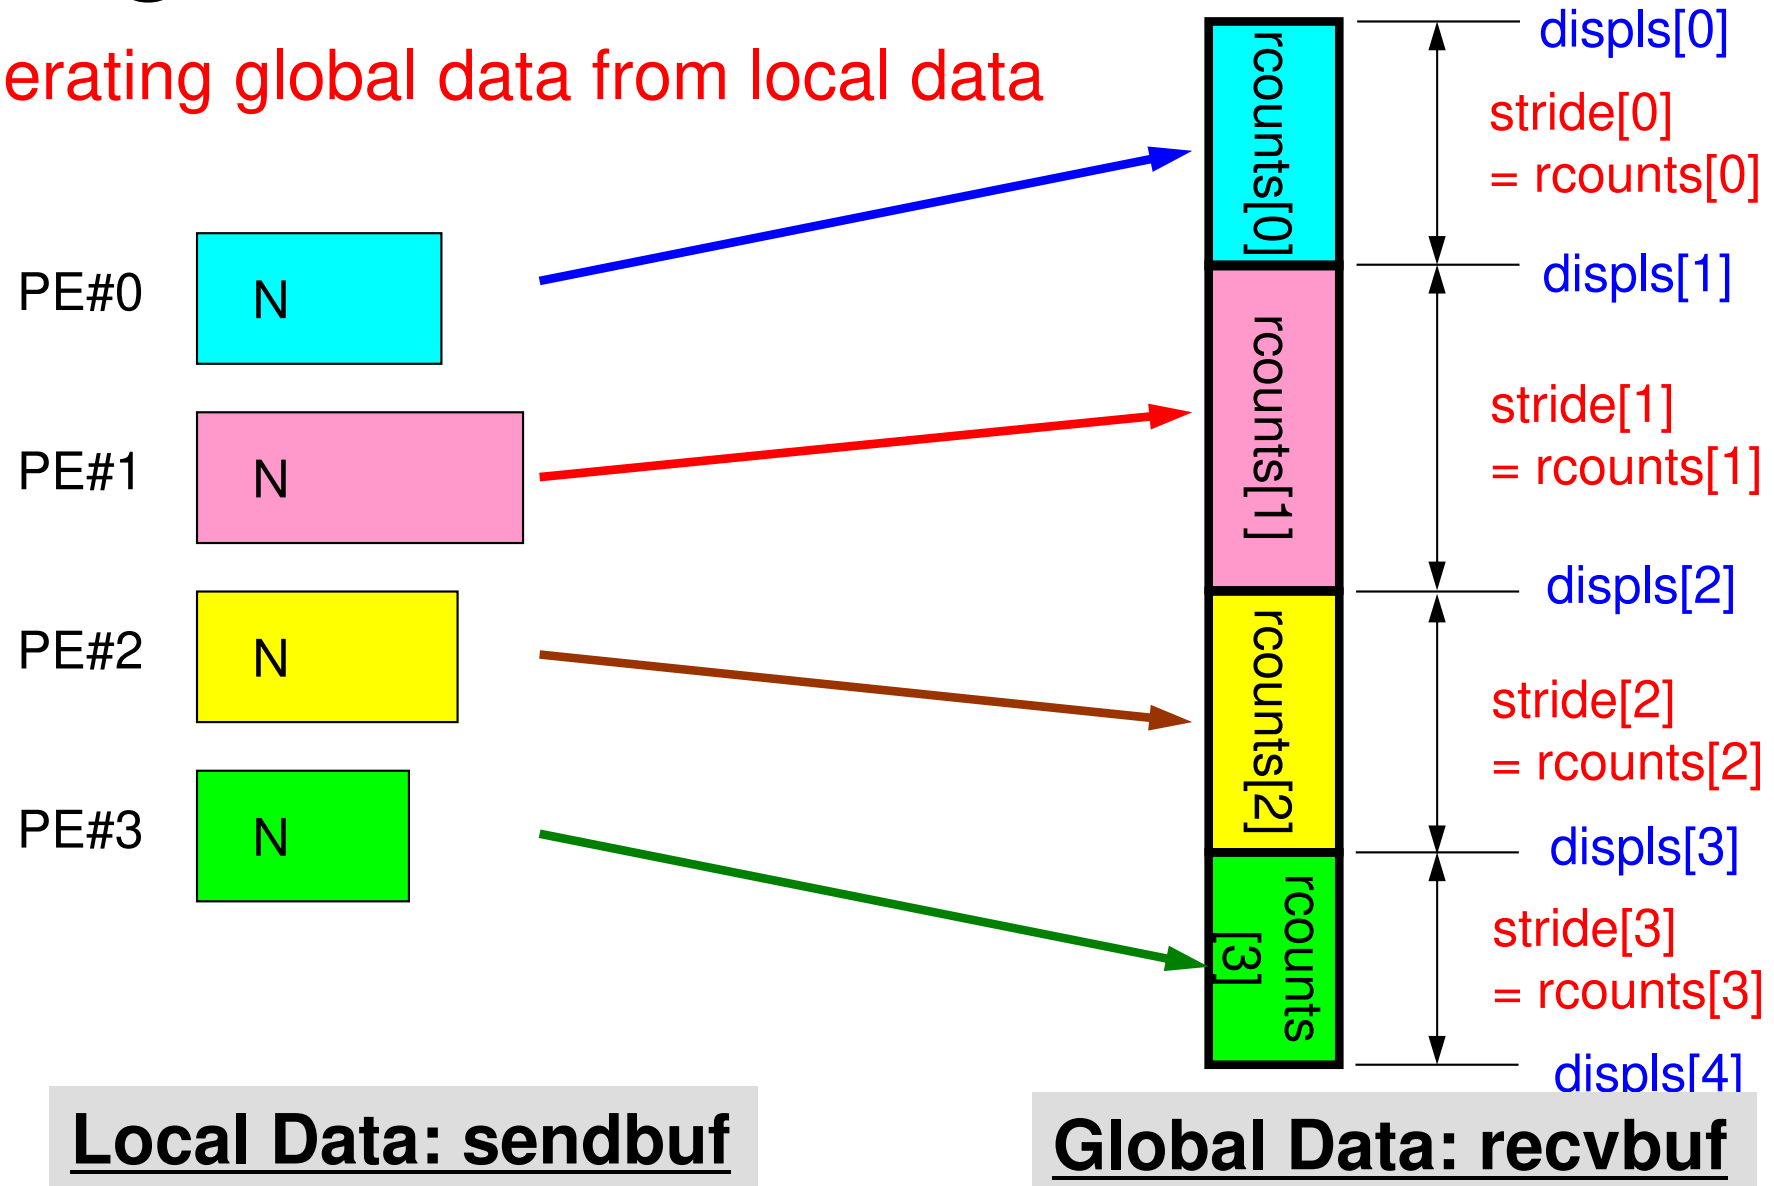 erating global data from local data
PE#0
N
PE#1
N
PE#2
N
PE#3
N
rcounts[0]
rcounts[1]
rcounts[2]
rcounts
[3]
displs[0]
stride[0]
= rcounts[0]
displs[1]
stride[1]
= rcounts[1]
displs[2]
stride[2]
= rcounts[2]
displs[3]
stride[3]
= rcounts[3]
displs[4]
Local Data: sendbuf
Global Data: recvbuf